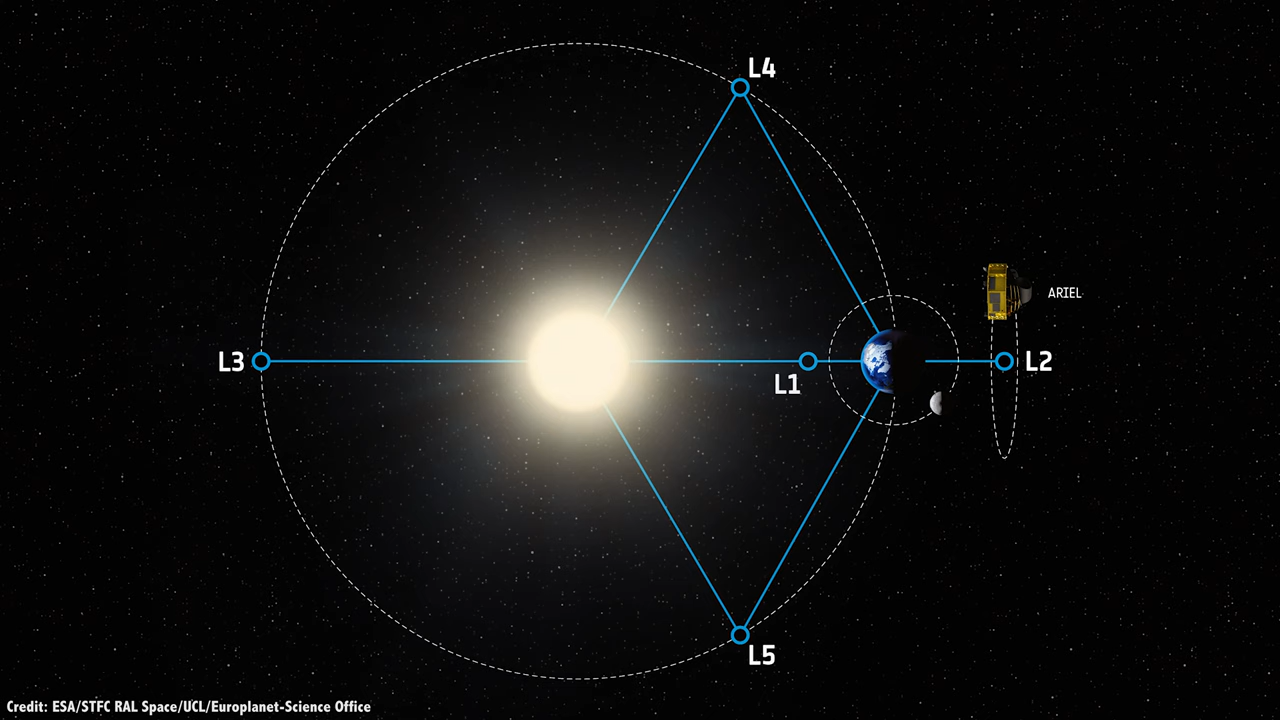 L4
ARIEL
L3
L1
L2
L5
Credit: ESA/STFC RAL Space/UCL/Europlanet-Science Office